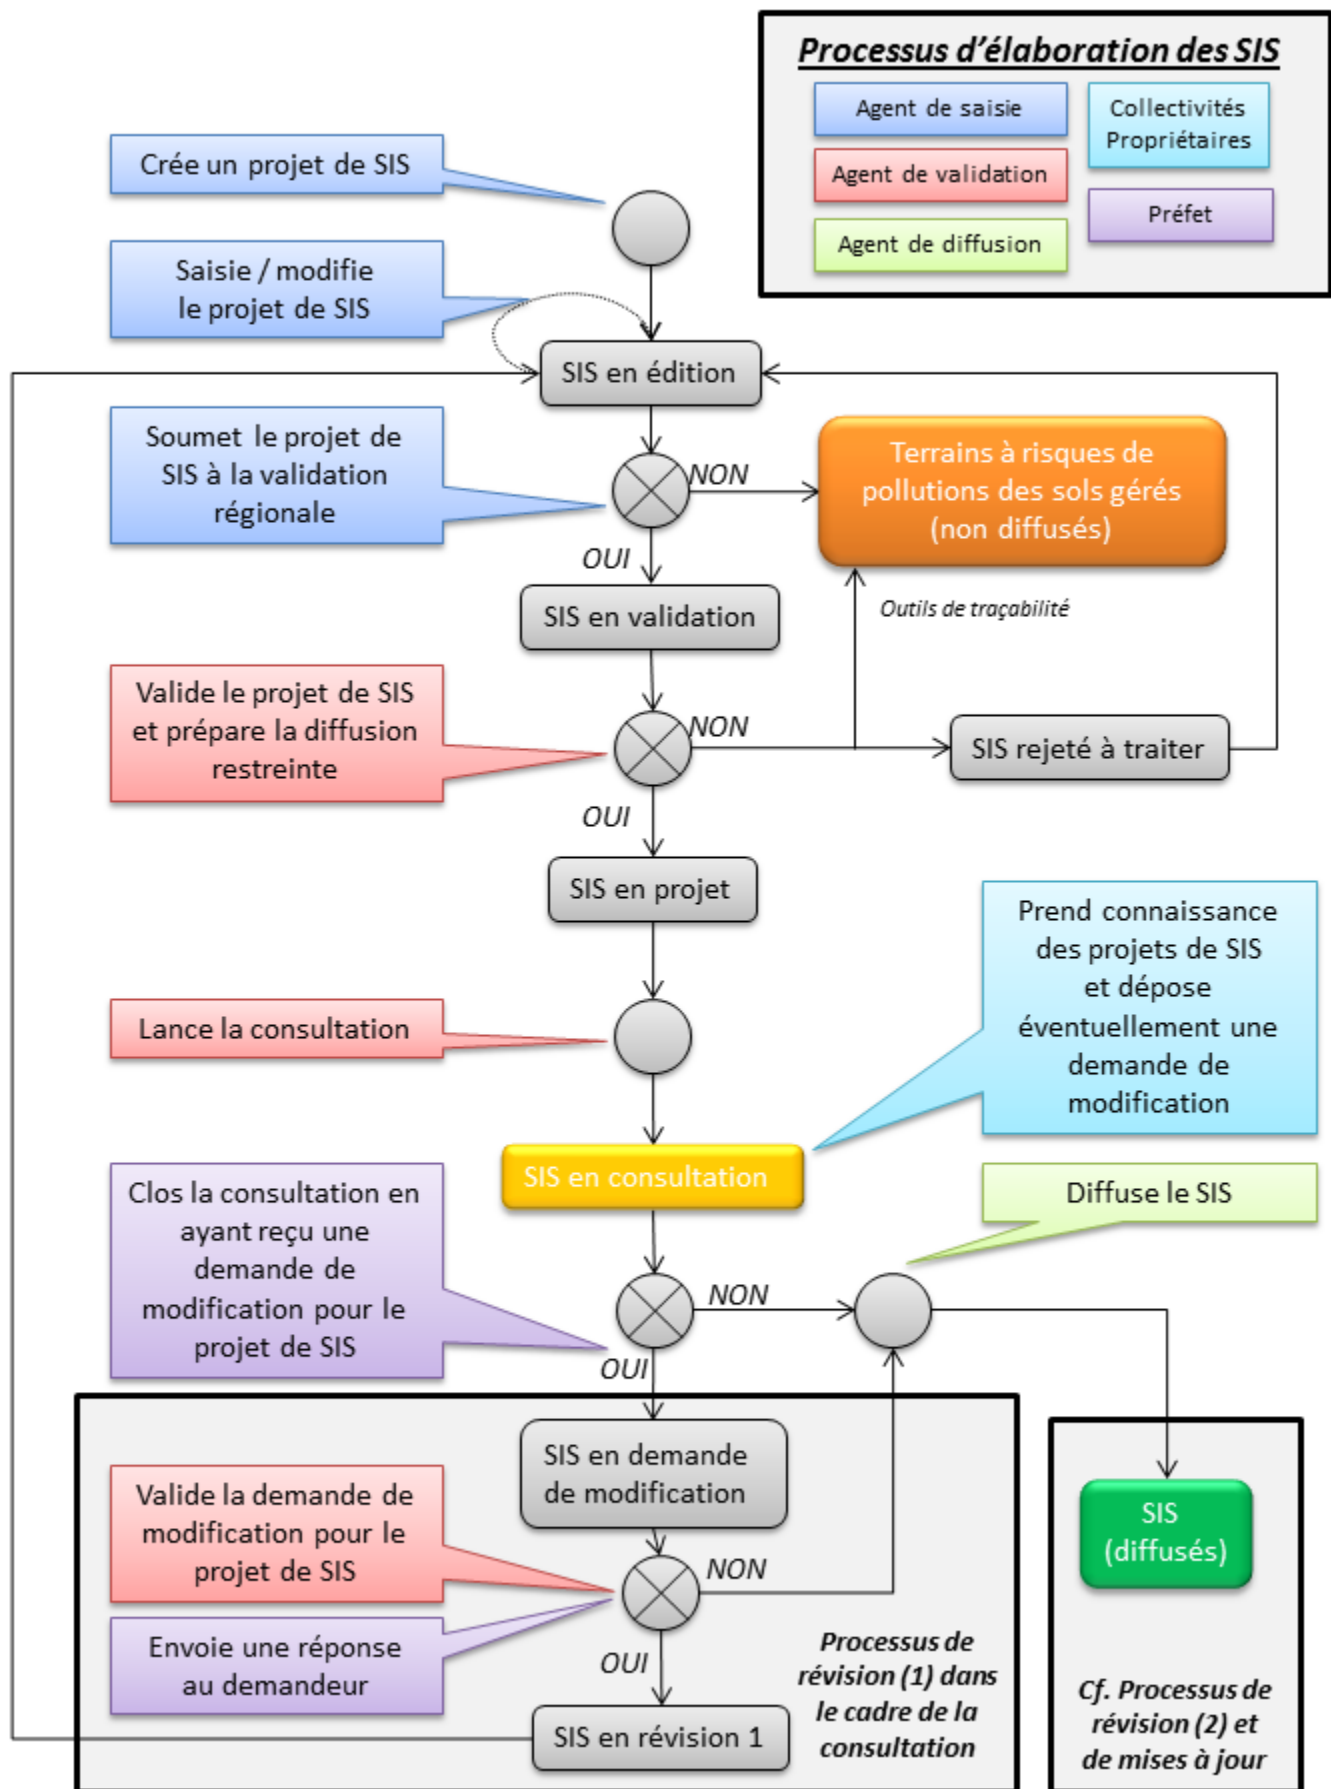 Processus d'élaboration des SIS
Agent de saisie
Collectivités
Propriétaires
Agent de validation
Préfet
Agent de diffusion
Crée un projet de SIS
Saisie / modifie
le projet de SIS
SIS en édition
Soumet le projet de
SIS à la validation
régionale
NON
Terrains à risques de
pollutions des sols gérés
(non diffusés)
OUI
SIS en validation
Outils de traçabilité
Valide le projet de SIS
et prépare la diffusion
restreinte
NON
SIS rejeté à traiter
OUI
SIS en projet
Prend connaissance
des projets de SIS
et dépose
éventuellement une
demande de
modification
Lance la consultation
SIS en consultation
Clos la consultation en
ayant reçu une
demande de
modification pour le
projet de SIS
Diffuse le SIS
NON
OUI
SIS en demande
de modification
Valide la demande de
modification pour le
projet de SIS
NON
SIS
(diffusés)
Envoie une réponse
au demandeur
OUI
Processus de
révision (1) dans
le cadre de la
consultation
SIS en révision 1
Cf. Processus de
révision (2) et
de mises à jour